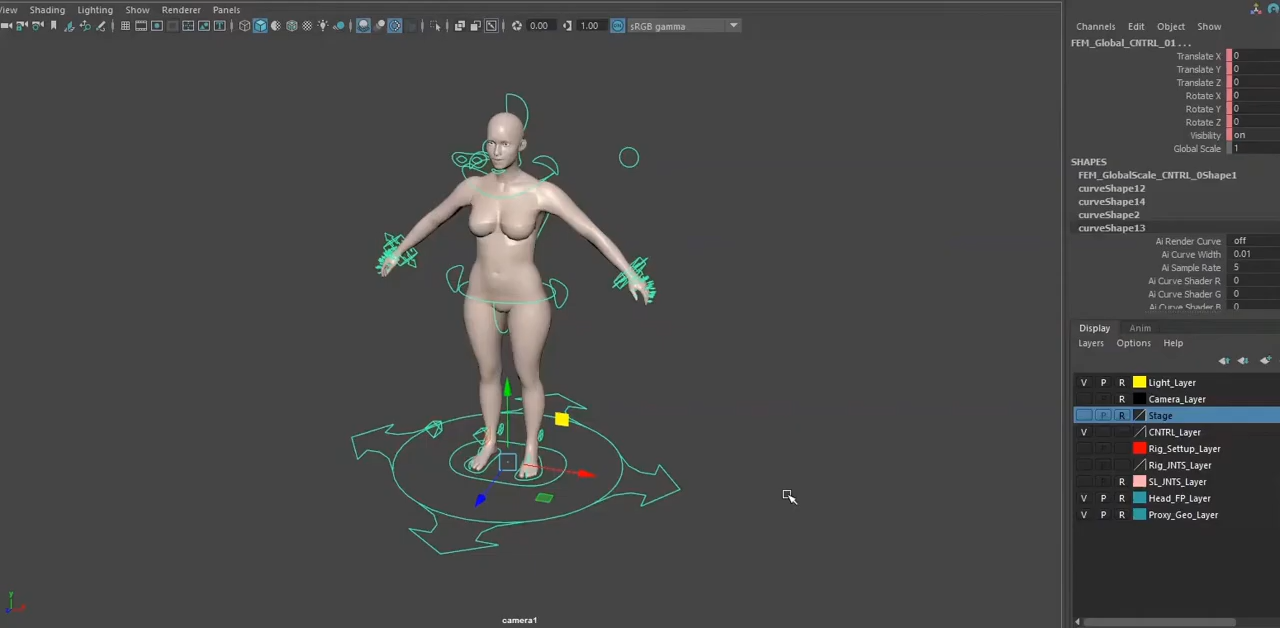 View Shading Lighting Show Renderer Panels
0.00 1.00 sRGB gamma
camera1
Channels Edit Object Show
FEM_Global_CNTRL_01 . . .
Translate X 0
Translate Y 0
Translate Z 0
Rotate X 0
Rotate Y 0
Rotate Z 0
Visibility on
Global Scale 1
SHAPES
FEM_GlobalScale_CNTRL_0Shape1
curveShape12
curveShape14
curveShape2
curveShape13
Ai Render Curve off
Ai Curve Width 0.01
Ai Sample Rate 5
Ai Curve Shader R 0
Ai Curve Shader G 0
Ai Curve Shader B 0
Display Anim
Layers Options Help
V P R Light_Layer
R Camera_Layer
P R Stage
V CNTRL_Layer
R Rig_Settup_Layer
Rig_JNTS_Layer
R SL_JNTS_Layer
V P R Head_FP_Layer
V P R Proxy_Geo_Layer
y